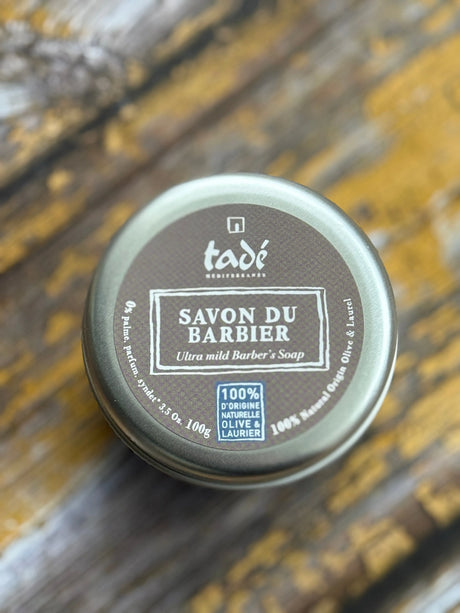 tadé
MÉDITERRANÉE
SAVON DU
BARBIER
Ultra mild Barber's Soap
0% palme, parfum, syndet* 3.5 Oz. 100g
100%
D'ORIGINE
NATURELLE
OLIVE &
LAURIER
100% Natural Origin Olive & Laurel